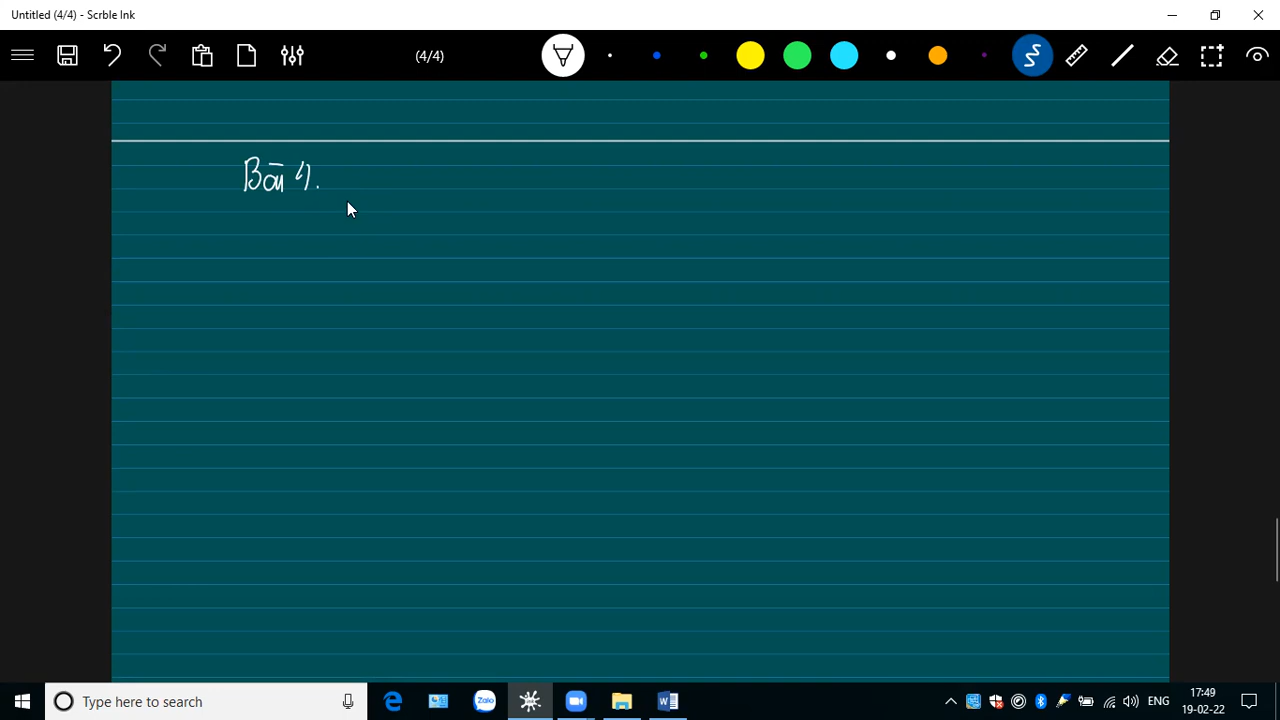 Untitled (4/4) - Scrble Ink
(4/4)
Bài 4.
Type here to search
Zalo
ENG
17:49
19-02-22